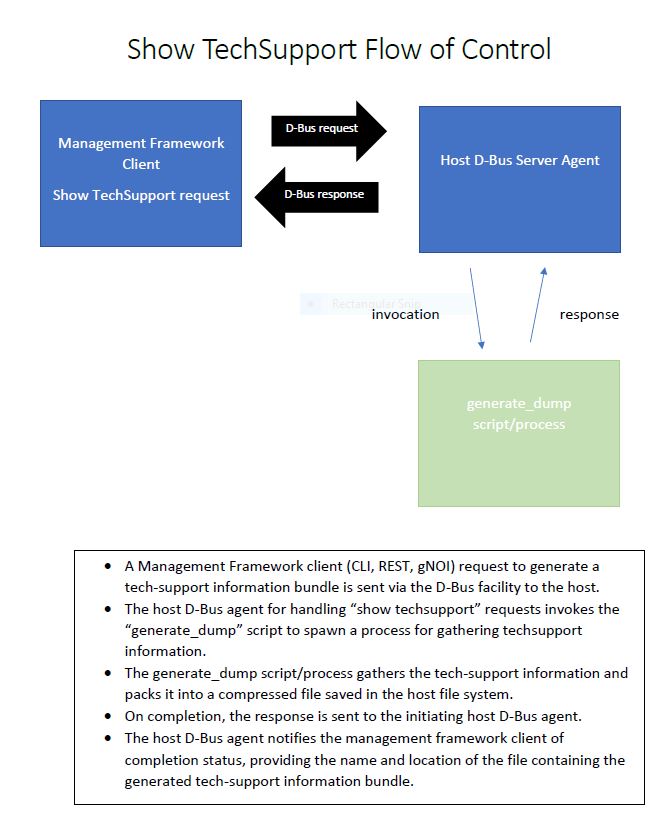 Show TechSupport Flow of Control
Management Framework
Client
Show TechSupport request
D-Bus request
D-Bus response
Host D-Bus Server Agent
Rectangular Snip
invocation
response
generate_dump
script/process
• A Management Framework client (CLI, REST, gNOI) request to generate a
tech-support information bundle is sent via the D-Bus facility to the host.
• The host D-Bus agent for handling “show techsupport” requests invokes the
“generate_dump” script to spawn a process for gathering techsupport
information.
• The generate_dump script/process gathers the tech-support information and
packs it into a compressed file saved in the host file system.
• On completion, the response is sent to the initiating host D-Bus agent.
• The host D-Bus agent notifies the management framework client of
completion status, providing the name and location of the file containing the
generated tech-support information bundle.